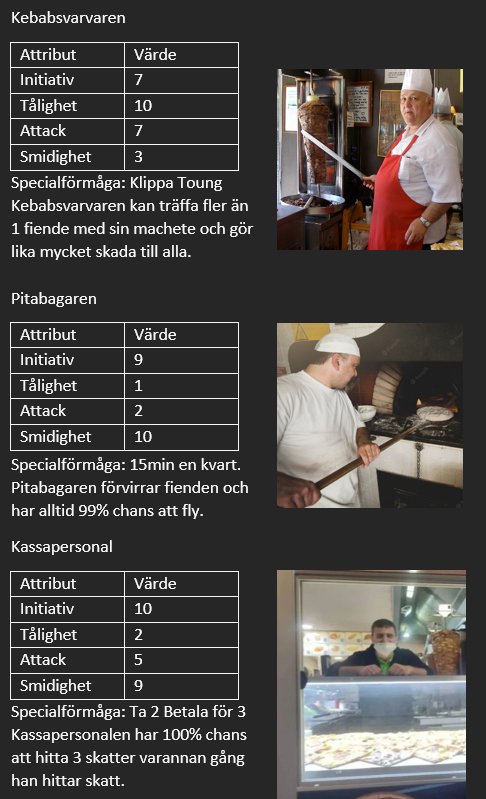 Kebabsvarvaren
Attribut Värde
Initiativ 7
Tålighet 10
Attack 7
Smidighet 3
Specialförmåga: Klippa Toung
Kebabsvarvaren kan träffa fler än
1 fiende med sin machete och gör
lika mycket skada till alla.
Pitabagaren
Attribut Värde
Initiativ 9
Tålighet 1
Attack 2
Smidighet 10
Specialförmåga: 15min en kvart.
Pitabagaren förvirrar fienden och
har alltid 99% chans att fly.
Kassapersonal
Attribut Värde
Initiativ 10
Tålighet 2
Attack 5
Smidighet 9
Specialförmåga: Ta 2 Betala för 3
Kassapersonalen har 100% chans
att hitta 3 skatter varannan gång
han hittar skatt.